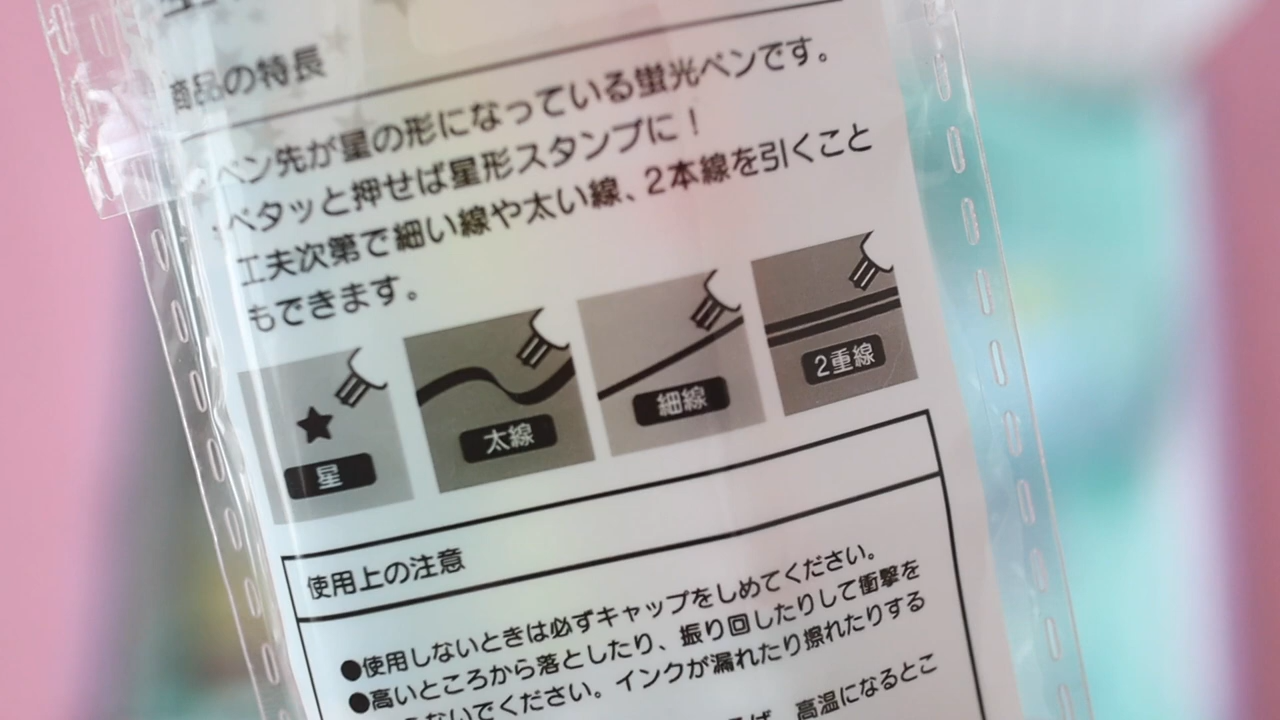 商品の特長
・ペン先が星の形になっている蛍光ペンです。
・ペタッと押せば星形スタンプに！
工夫次第で細い線や太い線、2本線を引くこと
もできます。
星
太線
細線
2重線
使用上の注意
●使用しないときは必ずキャップをしめてください。
●高いところから落としたり、振り回したりして衝撃を
ないでください。インクが漏れたり擦れたりする
高温になるとこ